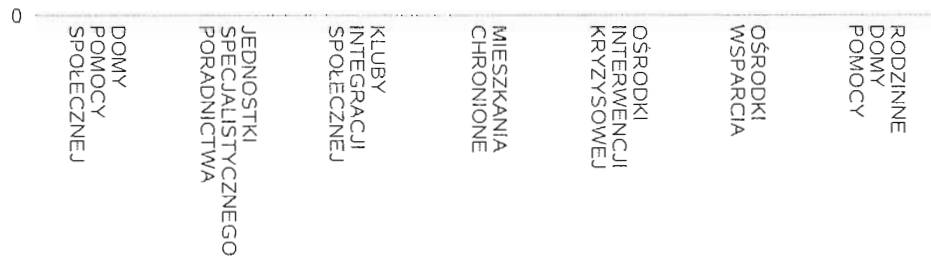 0
DOMY
POMOCY
SPOŁECZNEJ
JEDNOSTKI
SPECJALISTYCZNEGO
PORADNICTWA
KLUBY
INTEGRACJI
SPOŁECZNEJ
MIESZKANIA
CHRONIONE
OŚRODKI
INTERWENCJI
KRYZYSOWEJ
OŚRODKI
WSPARCIA
RODZINNE
DOMY
POMOCY